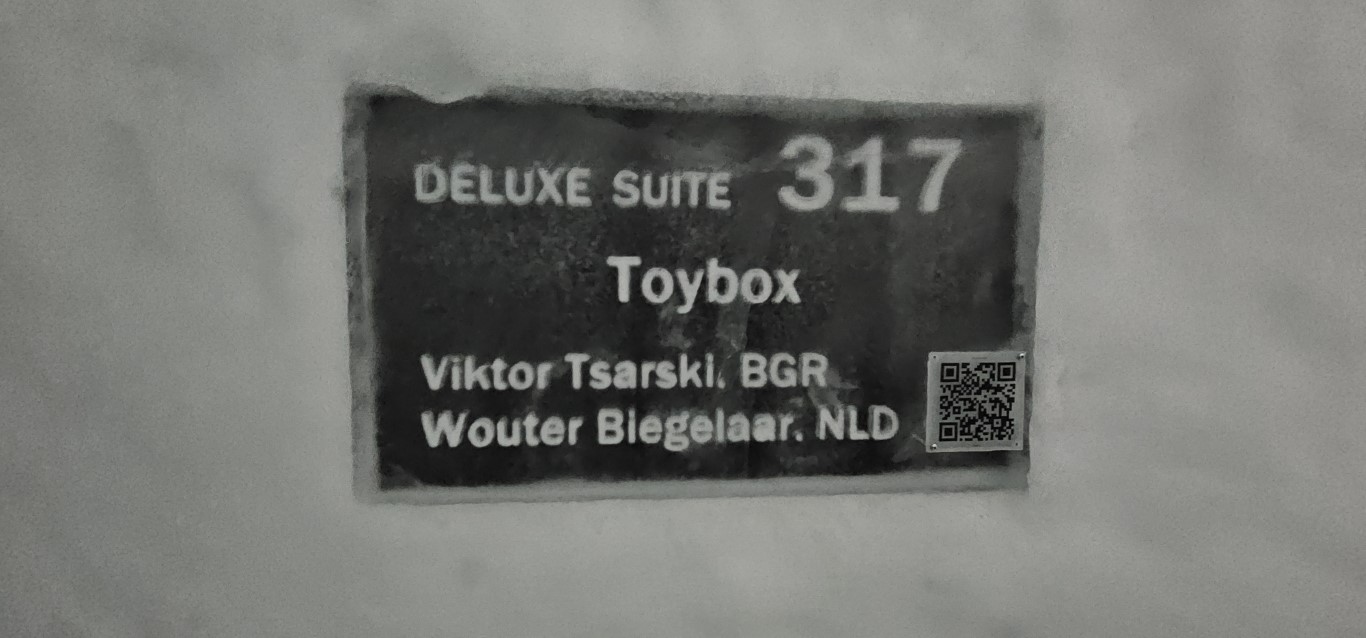 DELUXE SUITE 317
Toybox
Viktor Tsarski. BGR
Wouter Biegelaar. NLD